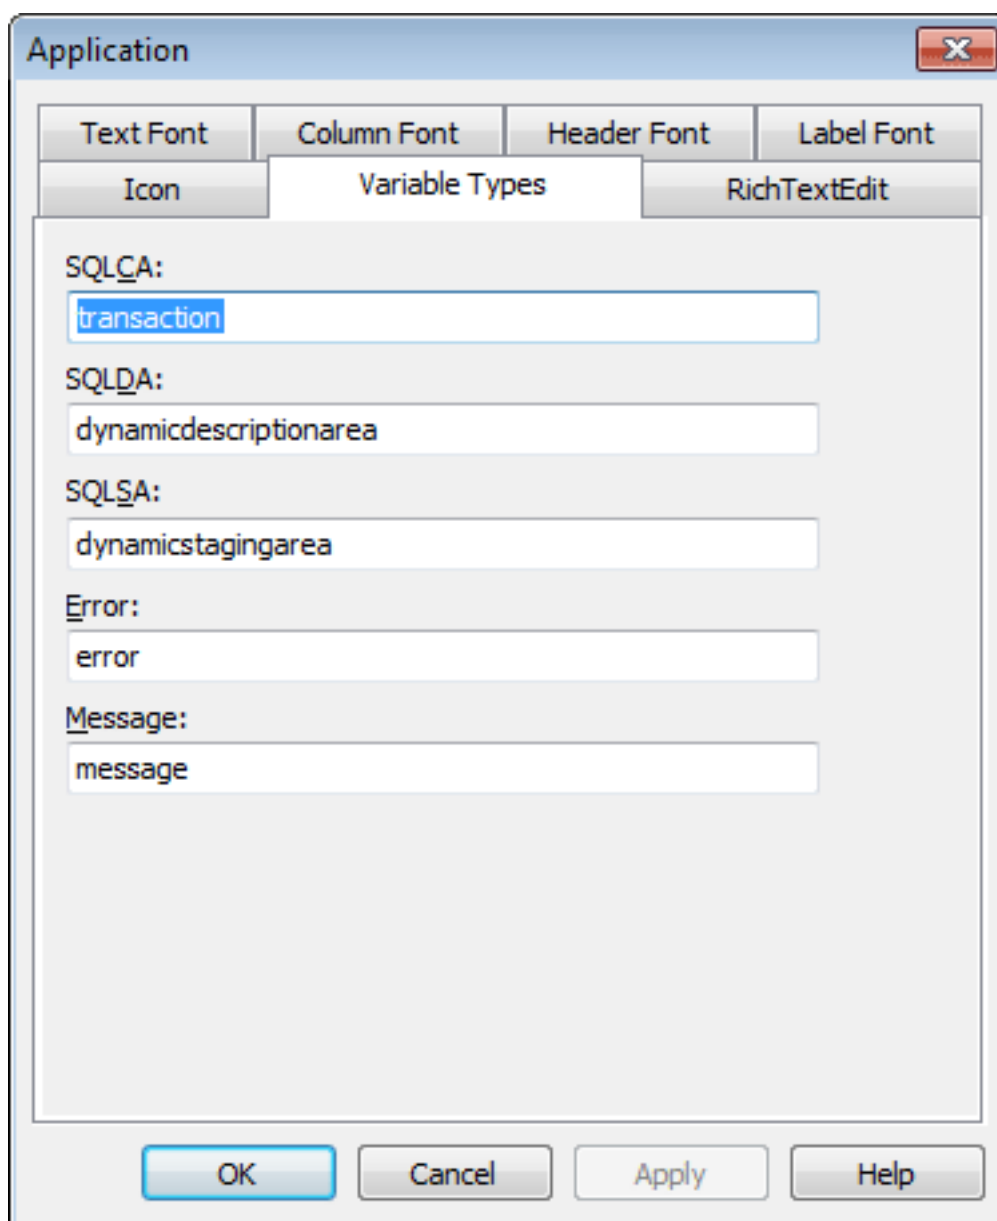 Application
Text Font Column Font Header Font Label Font
Icon Variable Types RichTextEdit
SQLCA:
transaction
SQLDA:
dynamicdescriptionarea
SQLSA:
dynamicstagingarea
Error:
error
Message:
message
OK Cancel Apply Help